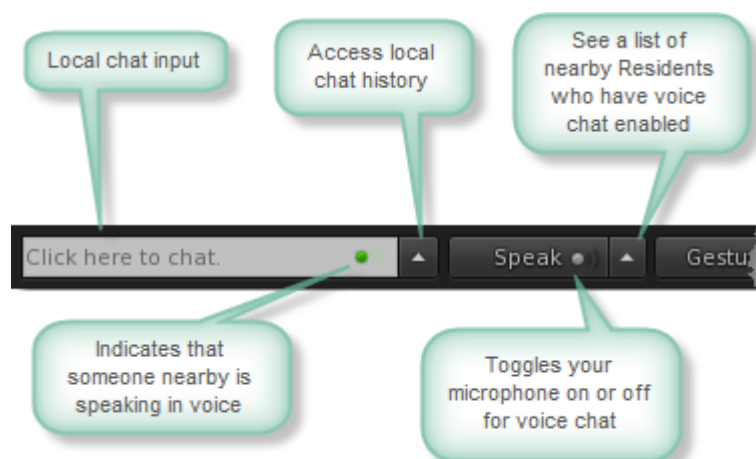 Local chat input
Access local
chat history
See a list of
nearby Residents
who have voice
chat enabled
Click here to chat.
Speak
Gestu
Indicates that
someone nearby is
speaking in voice
Toggles your
microphone on or off
for voice chat